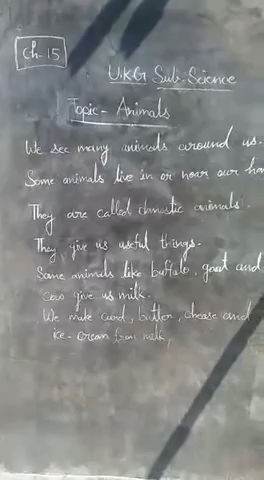 Ch-15
U.K.G Sub-Science
Topic - Animals
We see many animals around us.
Some animals live in or near our
They are called domestic animals.
They give us useful things.
Some animals like buffalo, goat and
cow give us milk.
We make curd, butter, cheese and
ice-cream from milk,